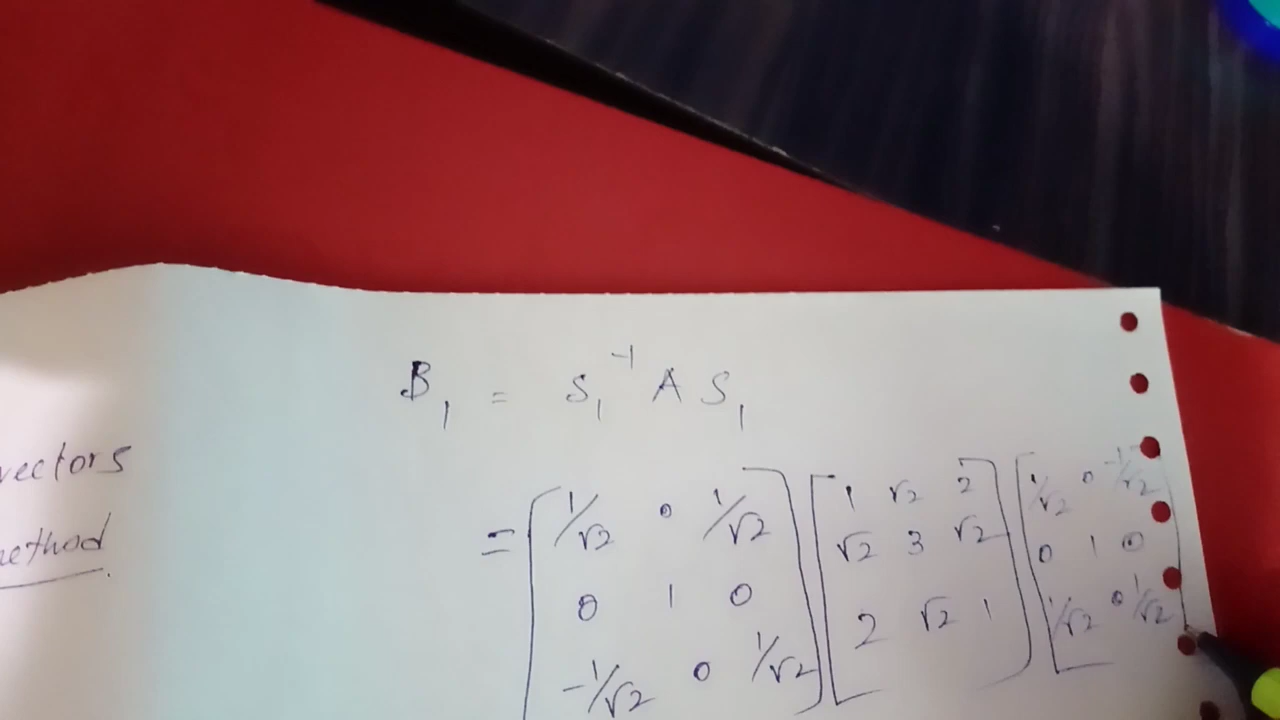 B₁ = S₁⁻¹ A S₁
vectors
method.
= [1/√2 0 1/√2] [1 √2 2] [1/√2 0 -1/√2]
[0 1 0] [√2 3 √2] [0 1 0]
[-1/√2 0 1/√2] [2 √2 1] [1/√2 0 1/√2]